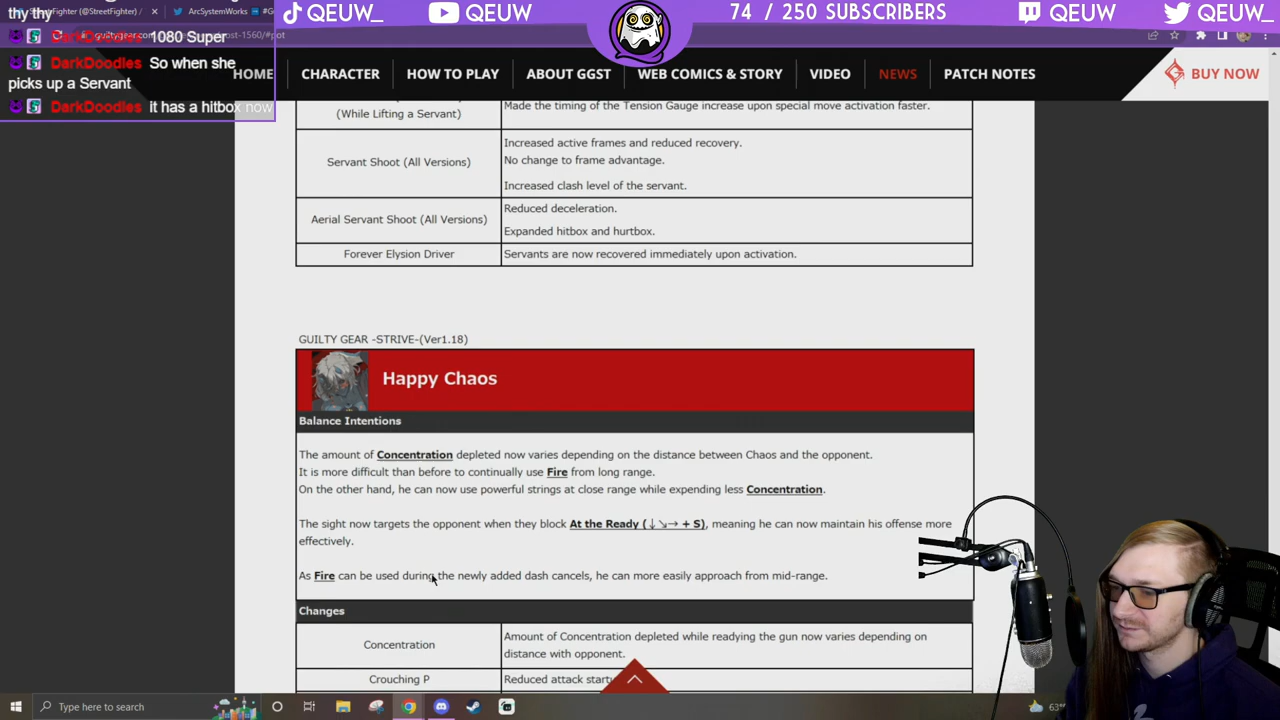 thy thy
StreetFighter (@StreetFighter) /
ArcSystemWorks
QEUW_
QEUW
74 / 250 SUBSCRIBERS
QEUW
QEUW_
DarkDoodles 1080 Super
DarkDoodles So when she
picks up a Servant
DarkDoodles it has a hitbox now
HOME
CHARACTER
HOW TO PLAY
ABOUT GGST
WEB COMICS & STORY
VIDEO
NEWS
PATCH NOTES
BUY NOW
(While Lifting a Servant)
Made the timing of the Tension Gauge increase upon special move activation faster.
Servant Shoot (All Versions)
Increased active frames and reduced recovery.
No change to frame advantage.
Increased clash level of the servant.
Aerial Servant Shoot (All Versions)
Reduced deceleration.
Expanded hitbox and hurtbox.
Forever Elysion Driver
Servants are now recovered immediately upon activation.
GUILTY GEAR -STRIVE-(Ver1.18)
Happy Chaos
Balance Intentions
The amount of Concentration depleted now varies depending on the distance between Chaos and the opponent.
It is more difficult than before to continually use Fire from long range.
On the other hand, he can now use powerful strings at close range while expending less Concentration.
The sight now targets the opponent when they block At the Ready (↓↘→ + S), meaning he can now maintain his offense more
effectively.
As Fire can be used during the newly added dash cancels, he can more easily approach from mid-range.
Changes
Concentration
Amount of Concentration depleted while readying the gun now varies depending on
distance with opponent.
Crouching P
Reduced attack
Type here to search